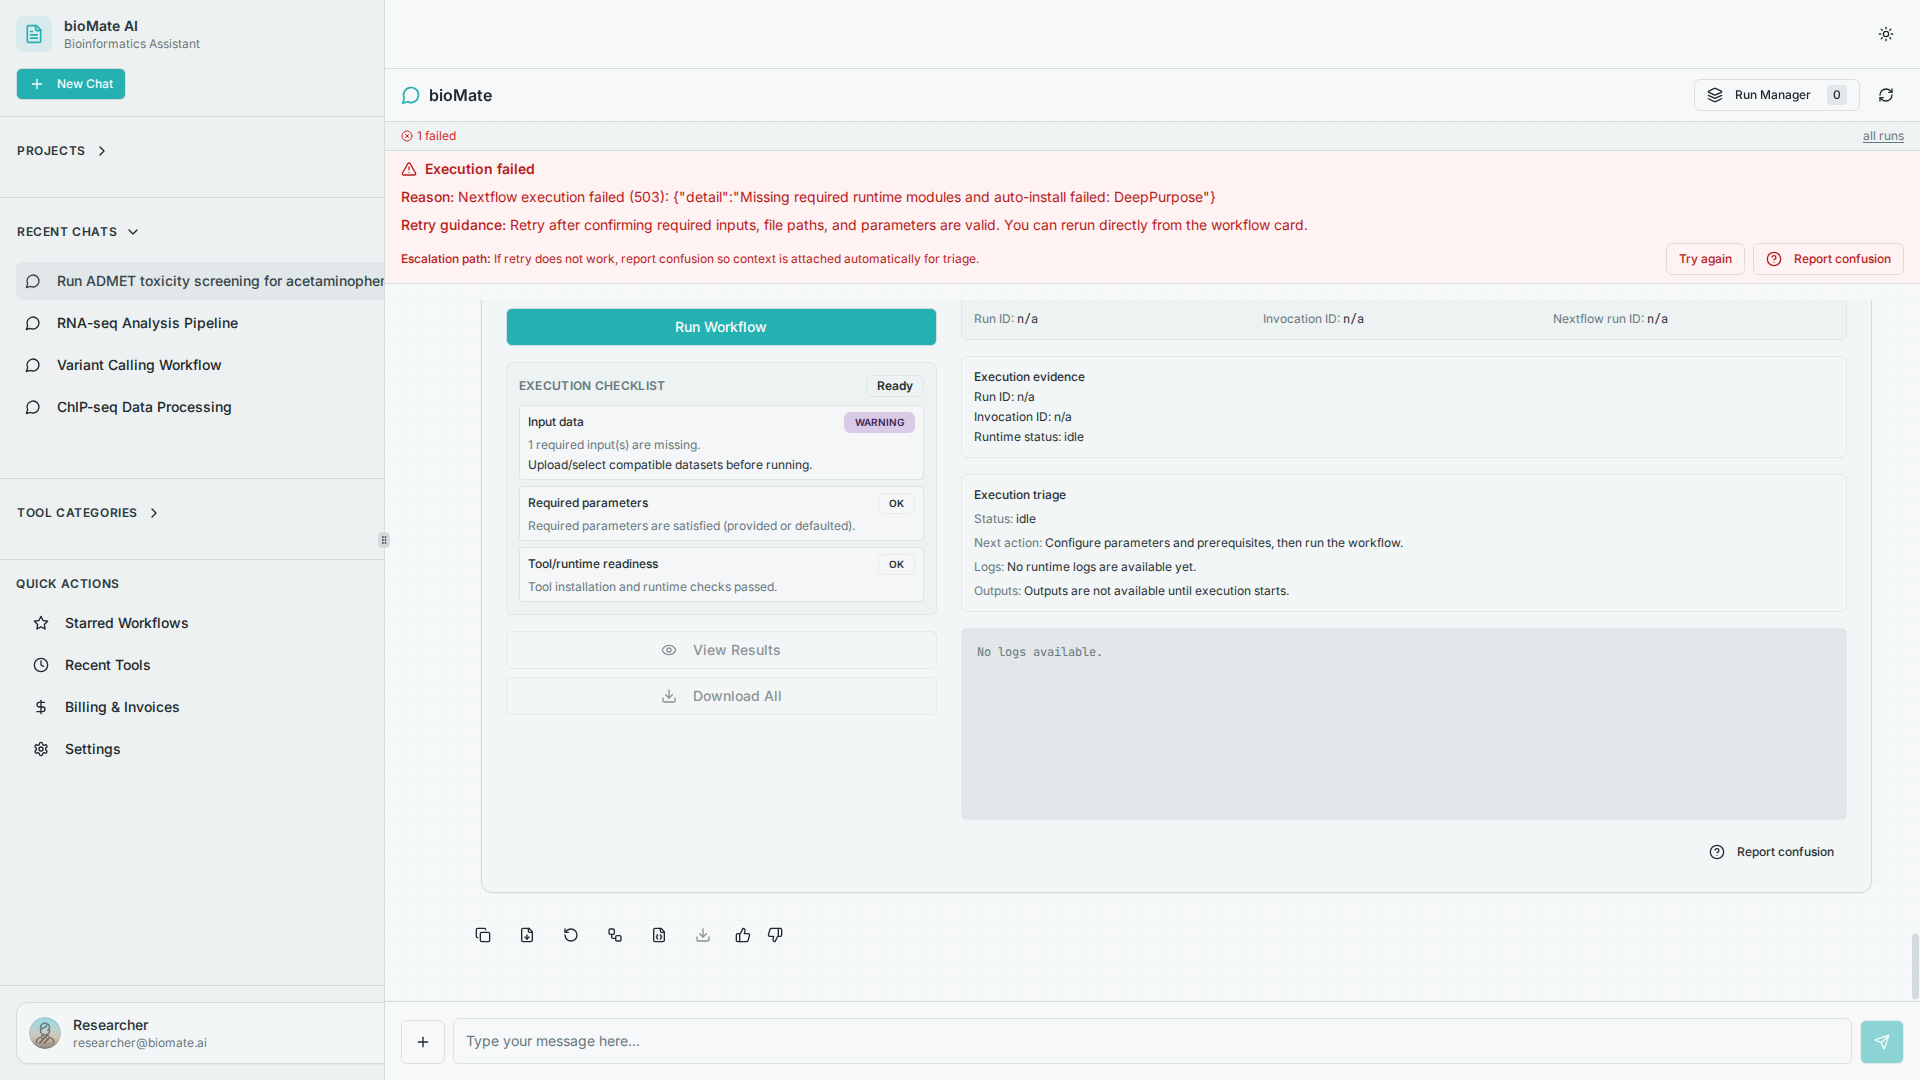 bioMate AI
Bioinformatics Assistant
New Chat
PROJECTS
RECENT CHATS
Run ADMET toxicity screening for acetaminophen
RNA-seq Analysis Pipeline
Variant Calling Workflow
ChIP-seq Data Processing
TOOL CATEGORIES
QUICK ACTIONS
Starred Workflows
Recent Tools
Billing & Invoices
Settings
Researcher
researcher@biomate.ai
bioMate
Run Manager 0
1 failed
all runs
Execution failed
Reason: Nextflow execution failed (503): {"detail":"Missing required runtime modules and auto-install failed: DeepPurpose"}
Retry guidance: Retry after confirming required inputs, file paths, and parameters are valid. You can rerun directly from the workflow card.
Escalation path: If retry does not work, report confusion so context is attached automatically for triage.
Try again
Report confusion
Run Workflow
EXECUTION CHECKLIST
Ready
Input data
WARNING
1 required input(s) are missing.
Upload/select compatible datasets before running.
Required parameters
OK
Required parameters are satisfied (provided or defaulted).
Tool/runtime readiness
OK
Tool installation and runtime checks passed.
View Results
Download All
Run ID: n/a
Invocation ID: n/a
Nextflow run ID: n/a
Execution evidence
Run ID: n/a
Invocation ID: n/a
Runtime status: idle
Execution triage
Status: idle
Next action: Configure parameters and prerequisites, then run the workflow.
Logs: No runtime logs are available yet.
Outputs: Outputs are not available until execution starts.
No logs available.
Report confusion
Type your message here...